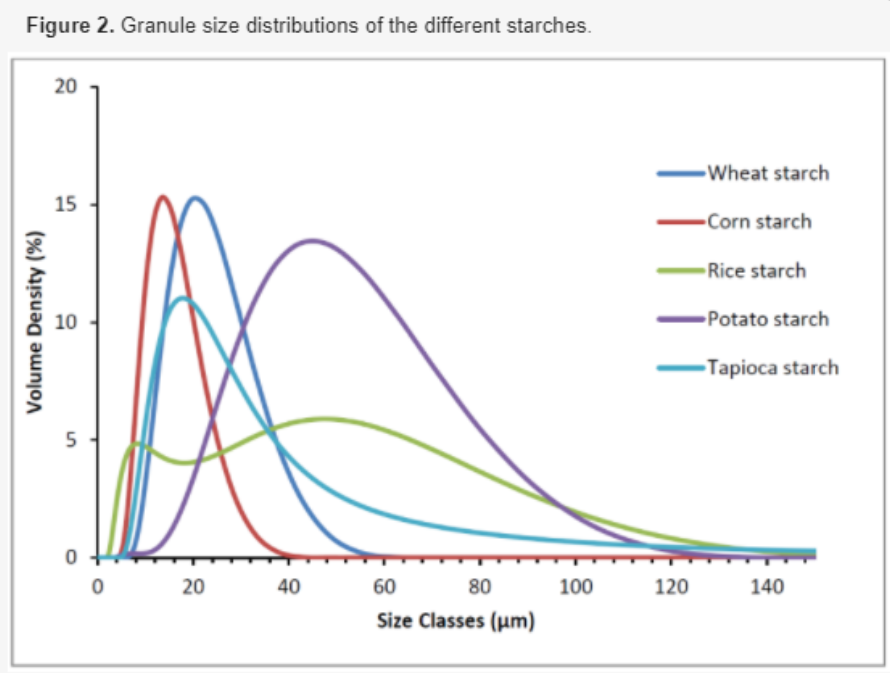 Figure 2. Granule size distributions of the different starches.
20
15
10
5
0
Volume Density (%)
Wheat starch
Corn starch
Rice starch
Potato starch
Tapioca starch
0 20 40 60 80 100 120 140
Size Classes (µm)